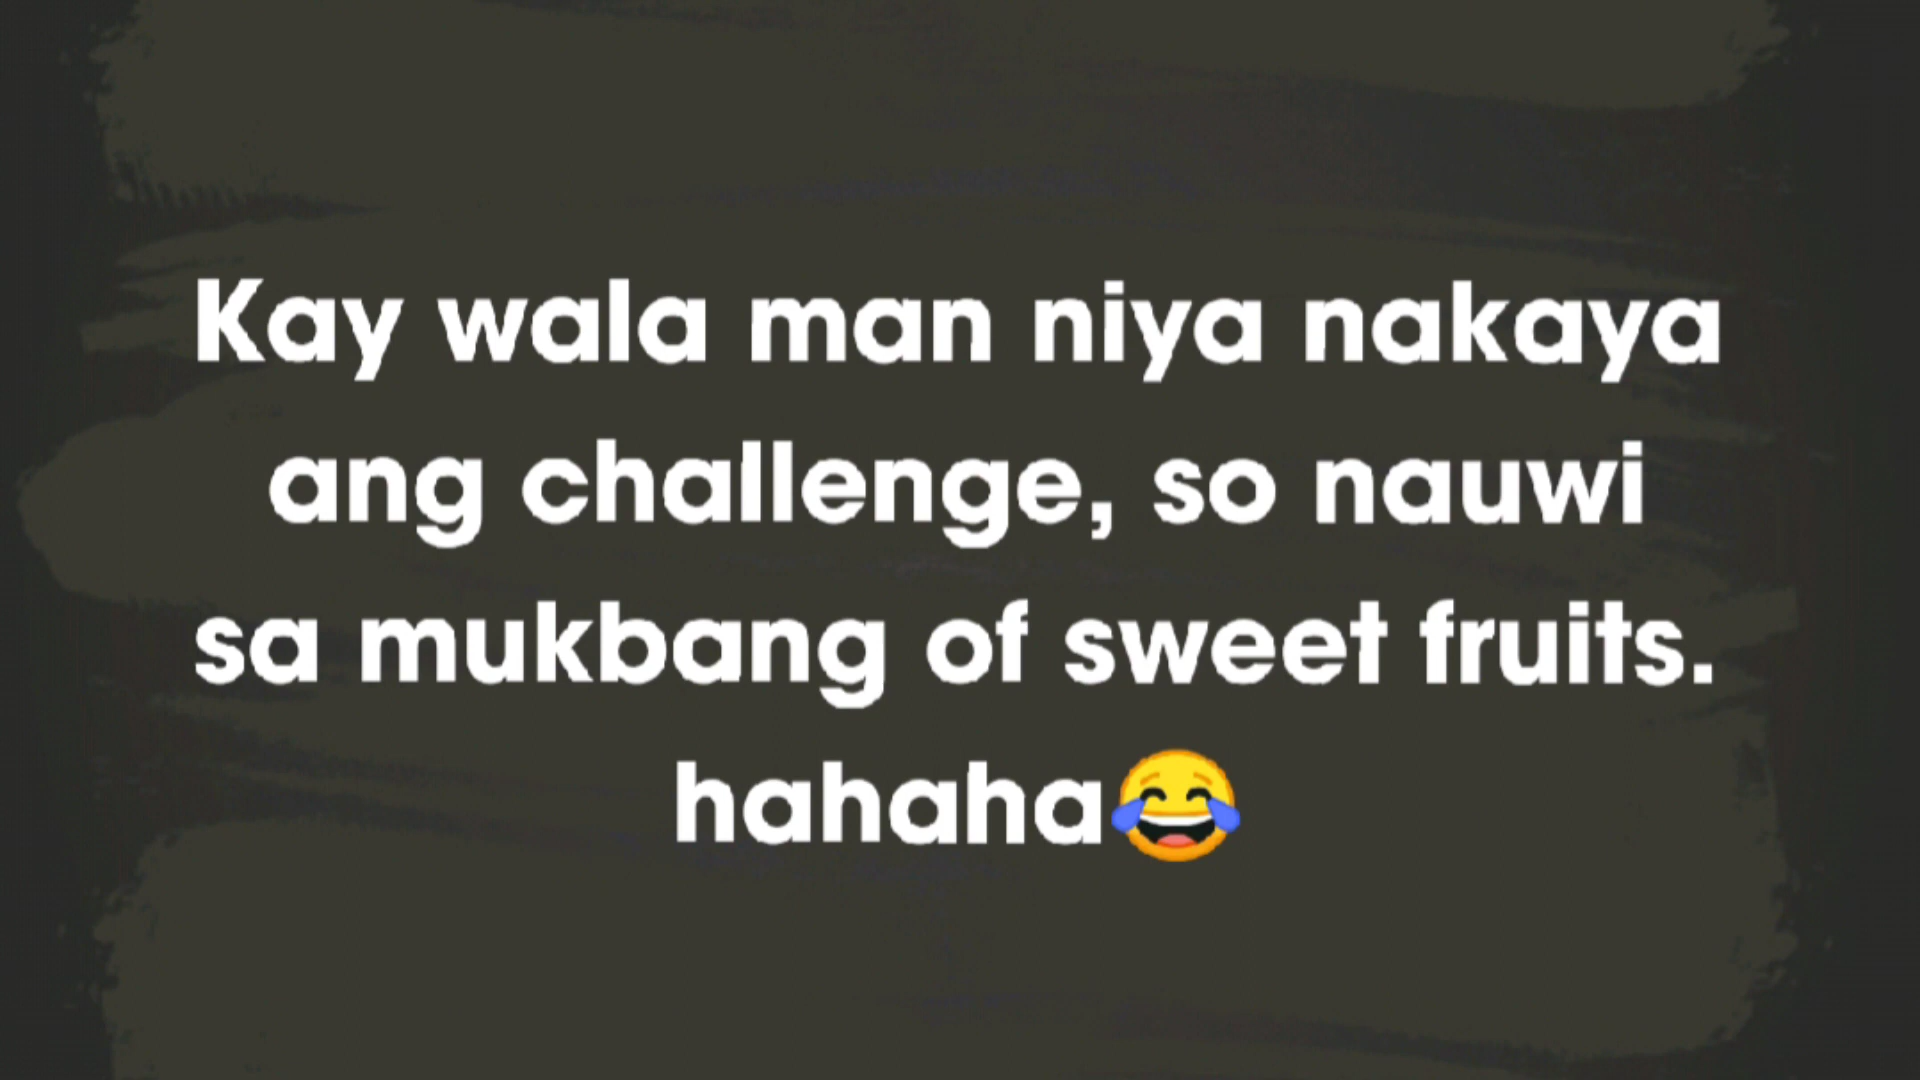 Kay wala man niya nakaya
ang challenge, so nauwi
sa mukbang of sweet fruits.
hahaha😂